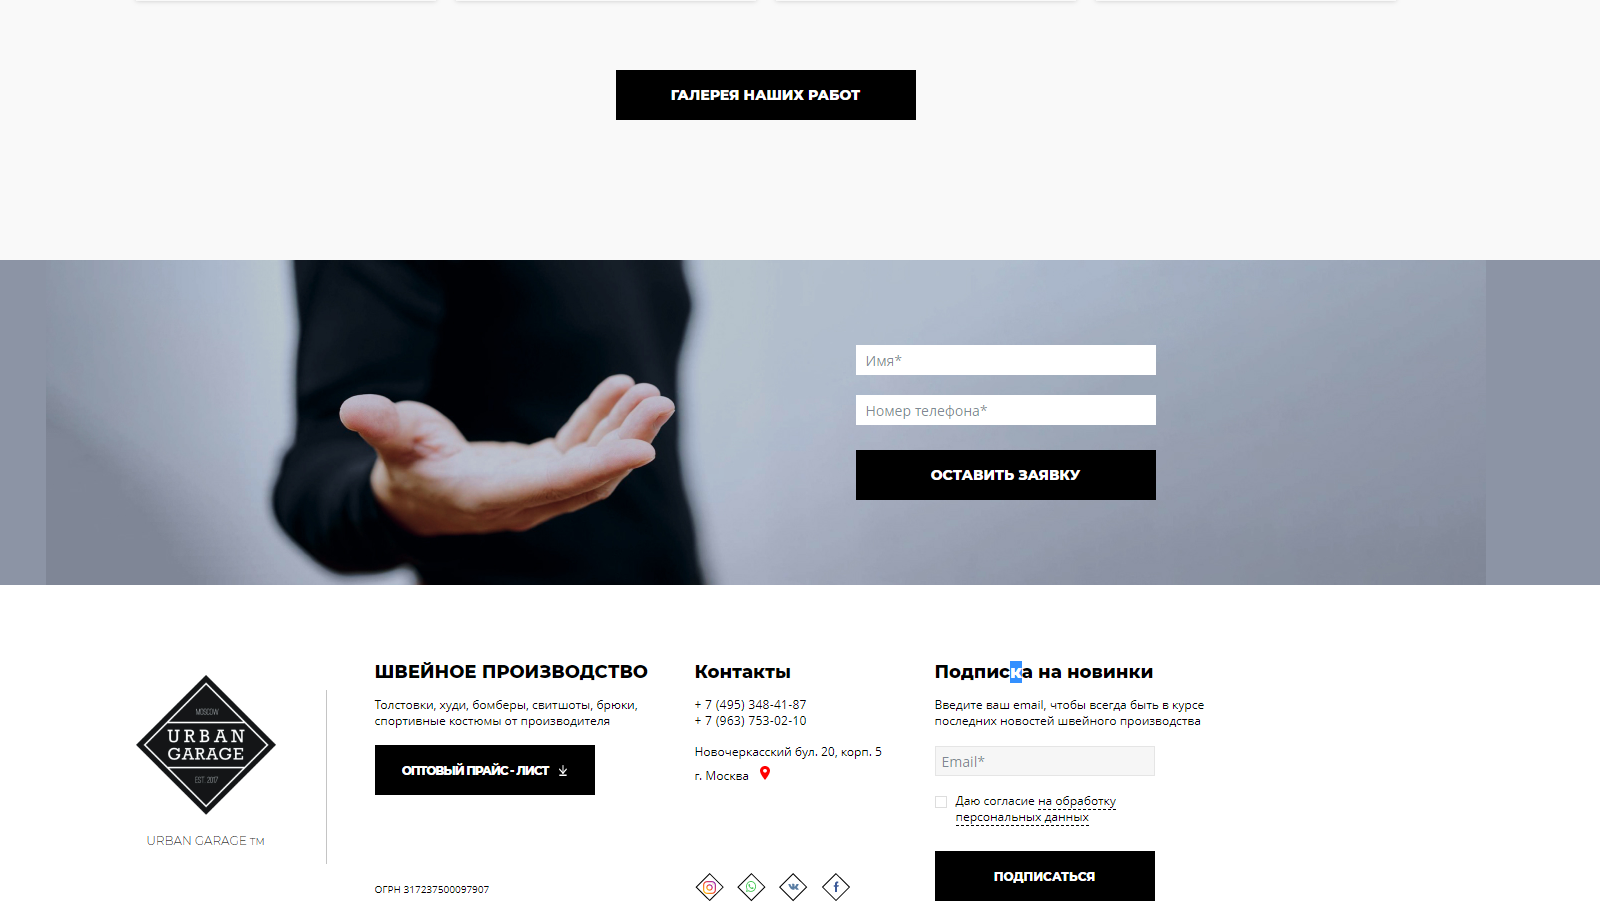 ГАЛЕРЕЯ НАШИХ РАБОТ
Имя*
Номер телефона*
ОСТАВИТЬ ЗАЯВКУ
MOSCOW
URBAN
GARAGE
EST. 2017
URBAN GARAGE ТМ
ШВЕЙНОЕ ПРОИЗВОДСТВО
Толстовки, худи, бомберы, свитшоты, брюки,
спортивные костюмы от производителя
ОПТОВЫЙ ПРАЙС - ЛИСТ
ОГРН 317237500097907
Контакты
+ 7 (495) 348-41-87
+ 7 (963) 753-02-10
Новочеркасский бул. 20, корп. 5
г. Москва
Подписка на новинки
Введите ваш email, чтобы всегда быть в курсе
последних новостей швейного производства
Email*
Даю согласие на обработку
персональных данных
ПОДПИСАТЬСЯ